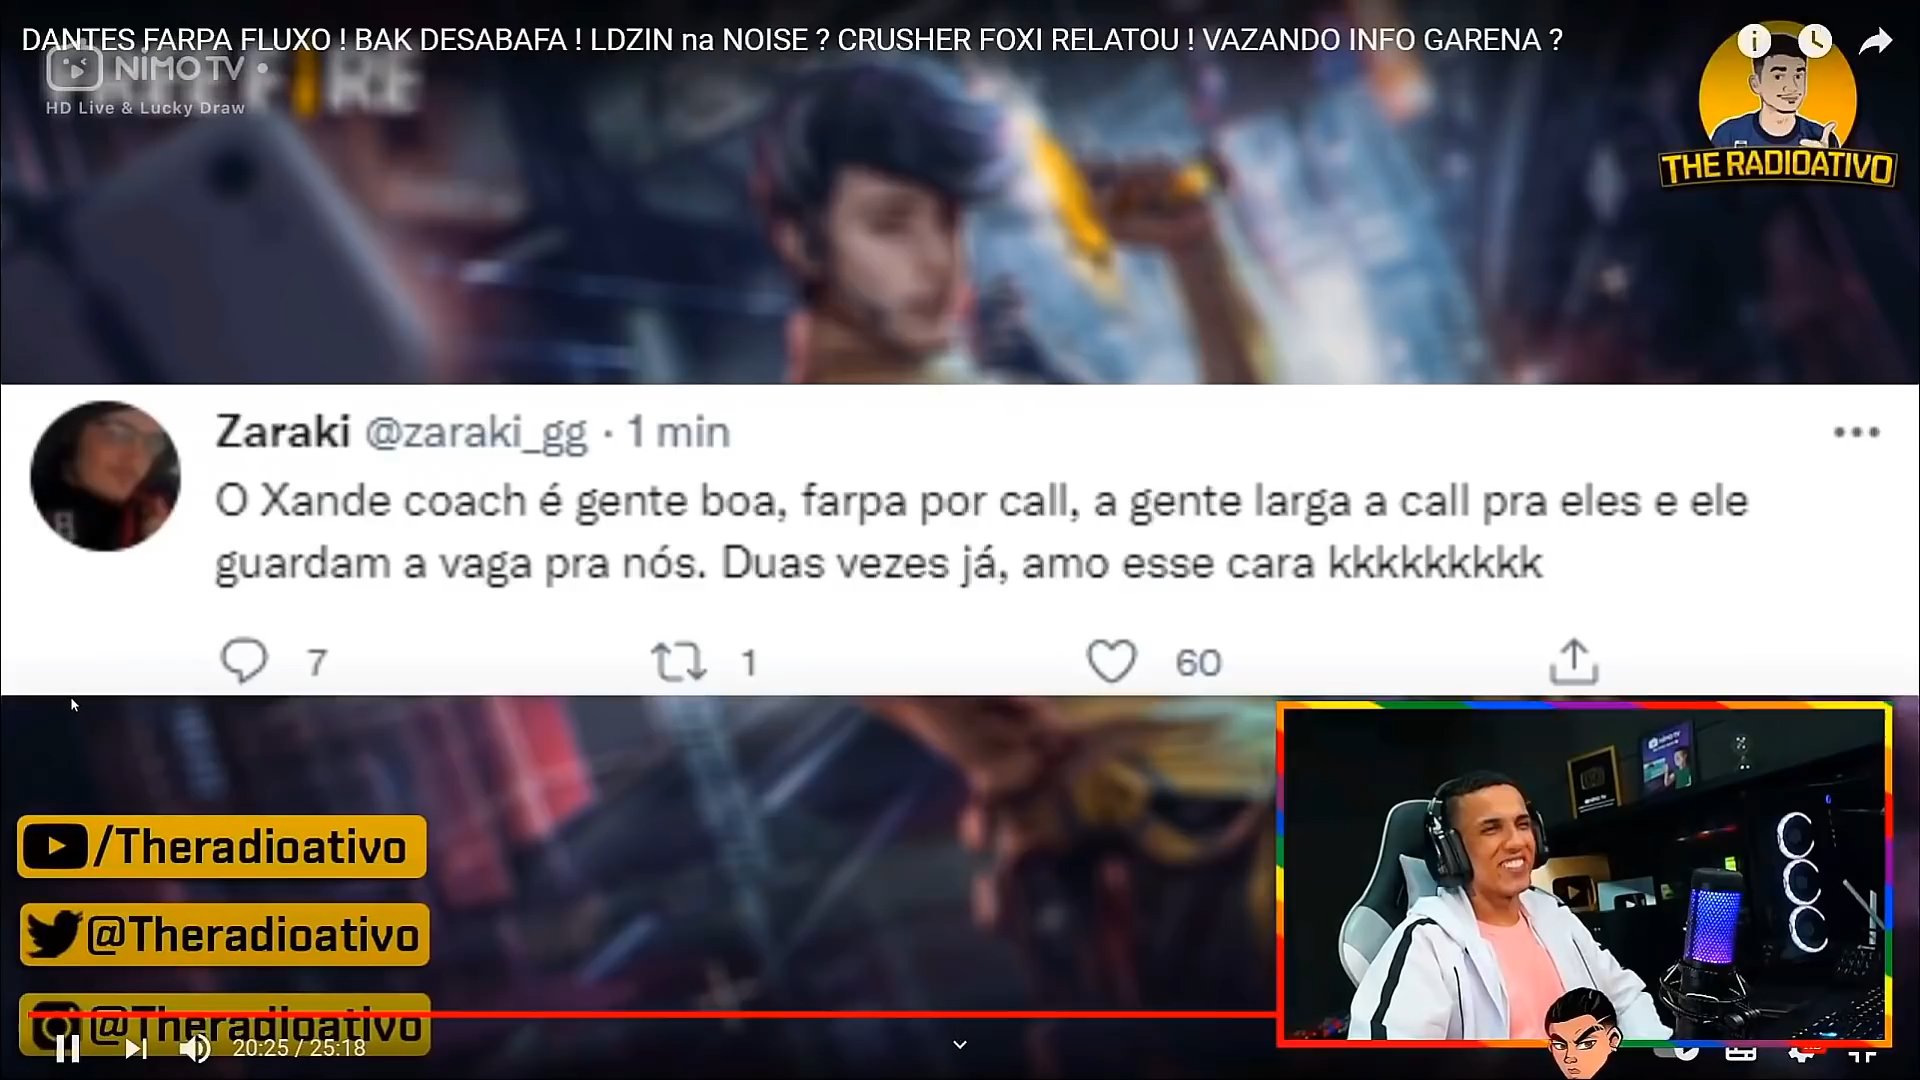 DANTES FARPA FLUXO ! BAK DESABAFA ! LDZIN na NOISE ? CRUSHER FOXI RELATOU ! VAZANDO INFO GARENA ?
NIMO TV
HD Live & Lucky Draw
THE RADIOATIVO
Zaraki @zaraki_gg · 1 min
O Xande coach é gente boa, farpa por call, a gente larga a call pra eles e ele
guardam a vaga pra nós. Duas vezes já, amo esse cara kkkkkkkkk
7 1 60
NIMO TV
/Theradioativo
@Theradioativo
@Theradioativo
20:25 / 25:18